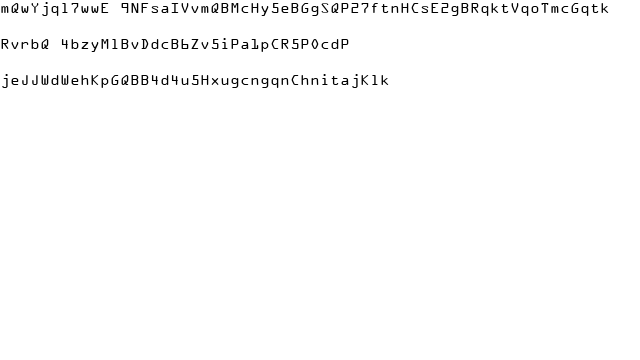 mQwYjql7wwE 9NFsaIVvmQBMcHy5eBGgSQP27ftnHCsE2gBRqktVqoTmcGqtk
RvrbQ 4bzyMlBvDdcB6Zv5iPa1pCR5P0cdP
jeJJWdWehKpGQBB4d4u5HxugcngqnChnitajKlk